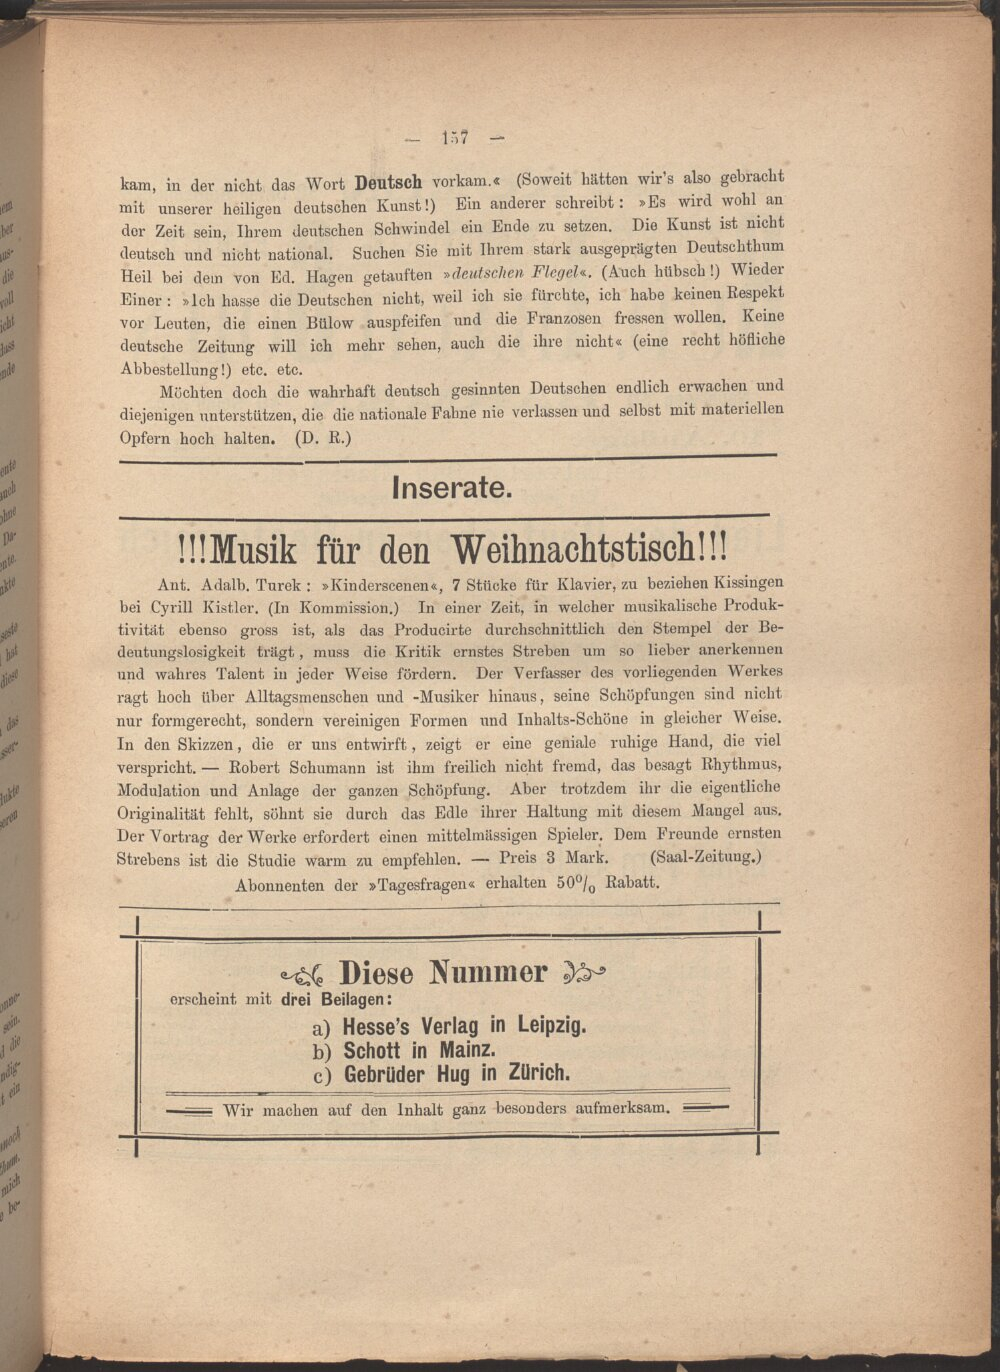 — 157 —
kam, in der nicht das Wort Deutsch vorkam.« (Soweit hätten wir's also gebracht
mit unserer heiligen deutschen Kunst!) Ein anderer schreibt: »Es wird wohl an
der Zeit sein, Ihrem deutschen Schwindel ein Ende zu setzen. Die Kunst ist nicht
deutsch und nicht national. Suchen Sie mit Ihrem stark ausgeprägten Deutschthum
Heil bei dem von Ed. Hagen getauften »deutschen Flegel«. (Auch hübsch!) Wieder
Einer: »Ich hasse die Deutschen nicht, weil ich sie fürchte, ich habe keinen Respekt
vor Leuten, die einen Bülow auspfeifen und die Franzosen fressen wollen. Keine
deutsche Zeitung will ich mehr sehen, auch die ihre nicht« (eine recht höfliche
Abbestellung!) etc. etc.
Möchten doch die wahrhaft deutsch gesinnten Deutschen endlich erwachen und
diejenigen unterstützen, die die nationale Fahne nie verlassen und selbst mit materiellen
Opfern hoch halten. (D. R.)
Inserate.
!!!Musik für den Weihnachtstisch!!!
Ant. Adalb. Turek: »Kinderscenen«, 7 Stücke für Klavier, zu beziehen Kissingen
bei Cyrill Kistler. (In Kommission.) In einer Zeit, in welcher musikalische Produk-
tivität ebenso gross ist, als das Producirte durchschnittlich den Stempel der Be-
deutungslosigkeit trägt, muss die Kritik ernstes Streben um so lieber anerkennen
und wahres Talent in jeder Weise fördern. Der Verfasser des vorliegenden Werkes
ragt hoch über Alltagsmenschen und -Musiker hinaus, seine Schöpfungen sind nicht
nur formgerecht, sondern vereinigen Formen und Inhalts-Schöne in gleicher Weise.
In den Skizzen, die er uns entwirft, zeigt er eine geniale ruhige Hand, die viel
verspricht. — Robert Schumann ist ihm freilich nicht fremd, das besagt Rhythmus,
Modulation und Anlage der ganzen Schöpfung. Aber trotzdem ihr die eigentliche
Originalität fehlt, söhnt sie durch das Edle ihrer Haltung mit diesem Mangel aus.
Der Vortrag der Werke erfordert einen mittelmässigen Spieler. Dem Freunde ernsten
Strebens ist die Studie warm zu empfehlen. — Preis 3 Mark. (Saal-Zeitung.)
Abonnenten der »Tagesfragen« erhalten 50% Rabatt.
Diese Nummer
erscheint mit drei Beilagen:
a) Hesse's Verlag in Leipzig.
b) Schott in Mainz.
c) Gebrüder Hug in Zürich.
Wir machen auf den Inhalt ganz besonders aufmerksam.